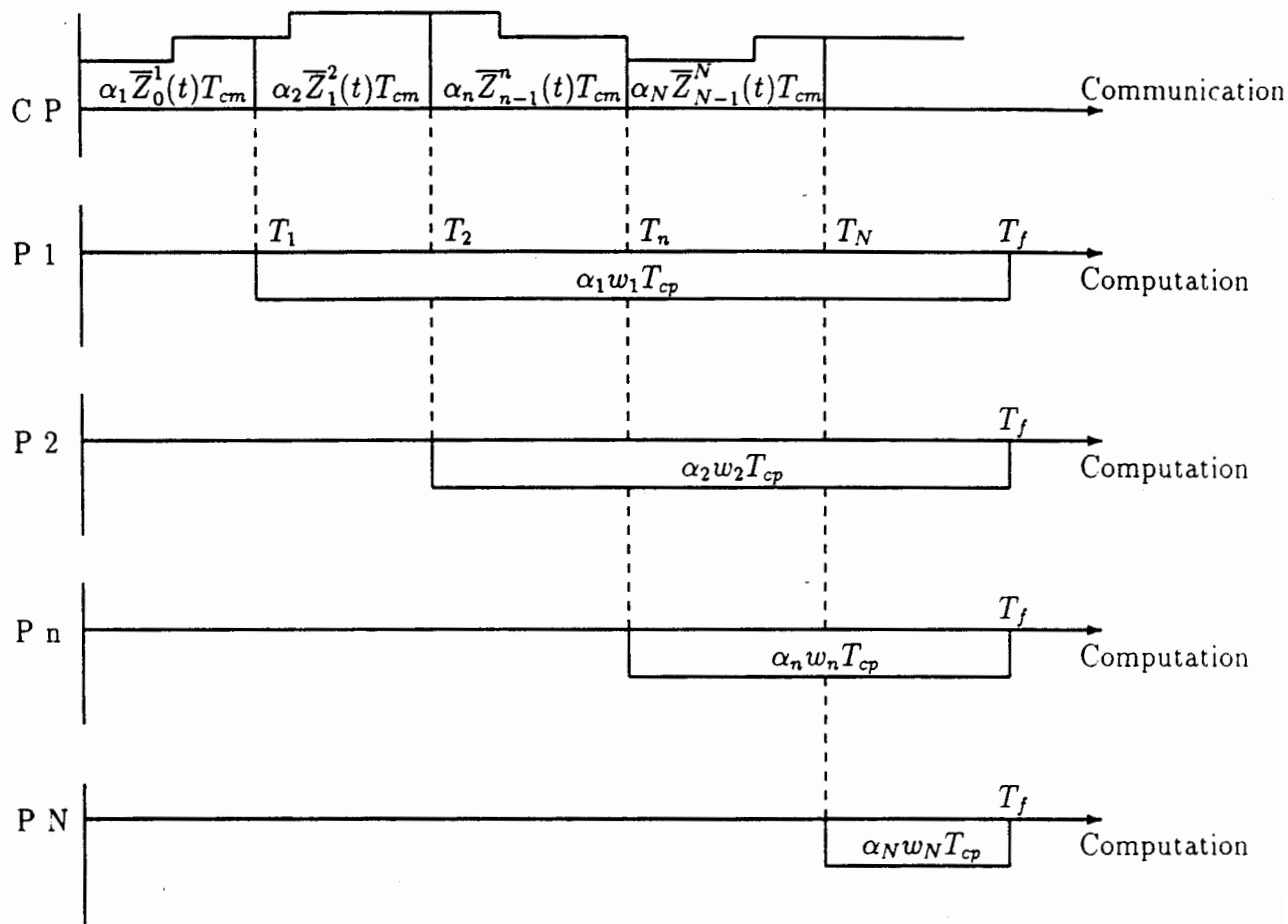 Communication
C P α₁Z̅₀¹(t)T_cm α₂Z̅₁²(t)T_cm α_nZ̅ⁿ_{n-1}(t)T_cm α_NZ̅ᴺ_{N-1}(t)T_cm
P 1 T₁ T₂ T_n T_N T_f
α₁w₁T_cp Computation
P 2 T_f
α₂w₂T_cp Computation
P n T_f
α_nw_nT_cp Computation
P N T_f
α_Nw_NT_cp Computation